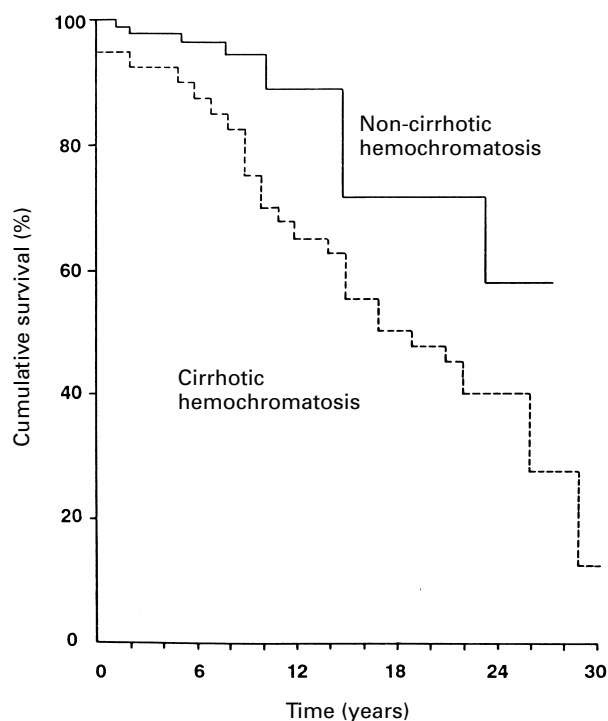 Cumulative survival (%)
100
80
60
40
20
0
Non-cirrhotic
hemochromatosis
Cirrhotic
hemochromatosis
0 6 12 18 24 30
Time (years)